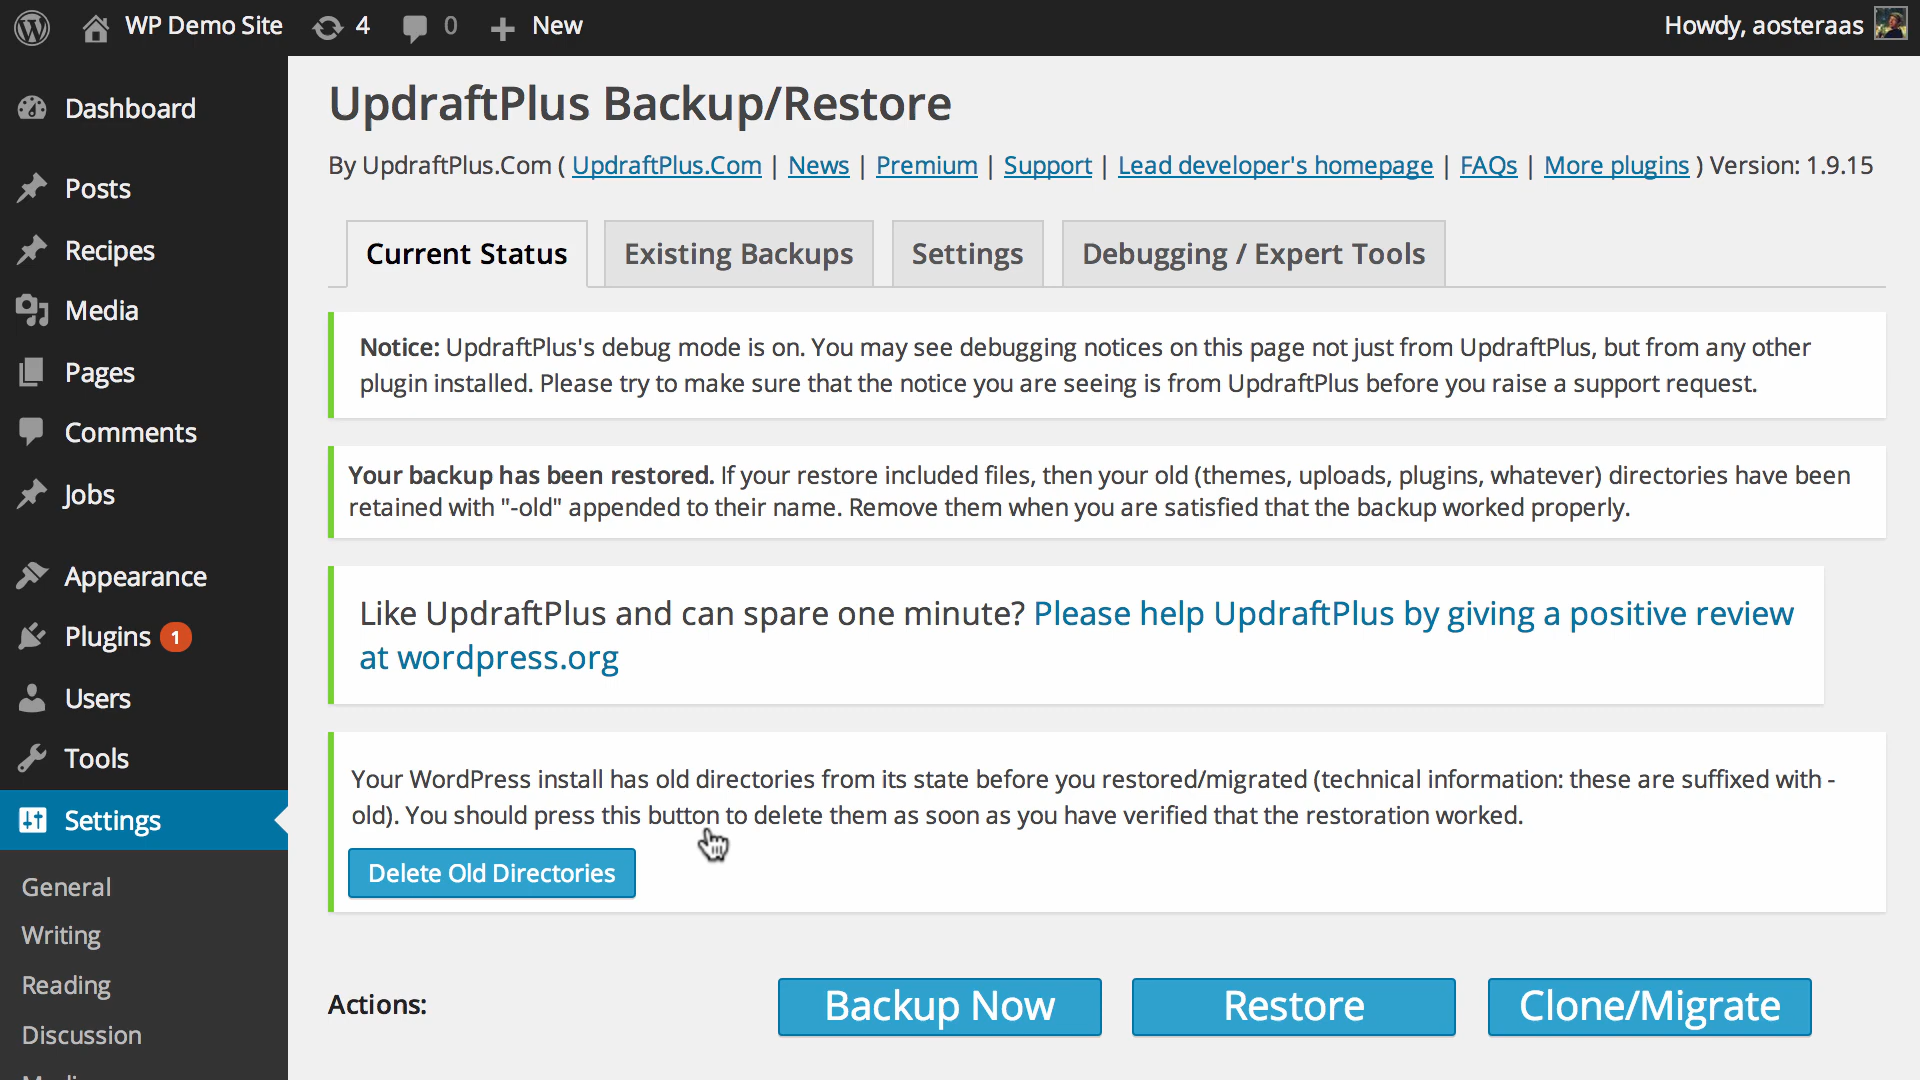 WP Demo Site 4 0 New Howdy, aosteraas
Dashboard
Posts
Recipes
Media
Pages
Comments
Jobs
Appearance
Plugins 1
Users
Tools
Settings
General
Writing
Reading
Discussion
UpdraftPlus Backup/Restore
By UpdraftPlus.Com ( UpdraftPlus.Com | News | Premium | Support | Lead developer's homepage | FAQs | More plugins ) Version: 1.9.15
Current Status Existing Backups Settings Debugging / Expert Tools
Notice: UpdraftPlus's debug mode is on. You may see debugging notices on this page not just from UpdraftPlus, but from any other
plugin installed. Please try to make sure that the notice you are seeing is from UpdraftPlus before you raise a support request.
Your backup has been restored. If your restore included files, then your old (themes, uploads, plugins, whatever) directories have been
retained with "-old" appended to their name. Remove them when you are satisfied that the backup worked properly.
Like UpdraftPlus and can spare one minute? Please help UpdraftPlus by giving a positive review
at wordpress.org
Your WordPress install has old directories from its state before you restored/migrated (technical information: these are suffixed with -
old). You should press this button to delete them as soon as you have verified that the restoration worked.
Delete Old Directories
Actions: Backup Now Restore Clone/Migrate